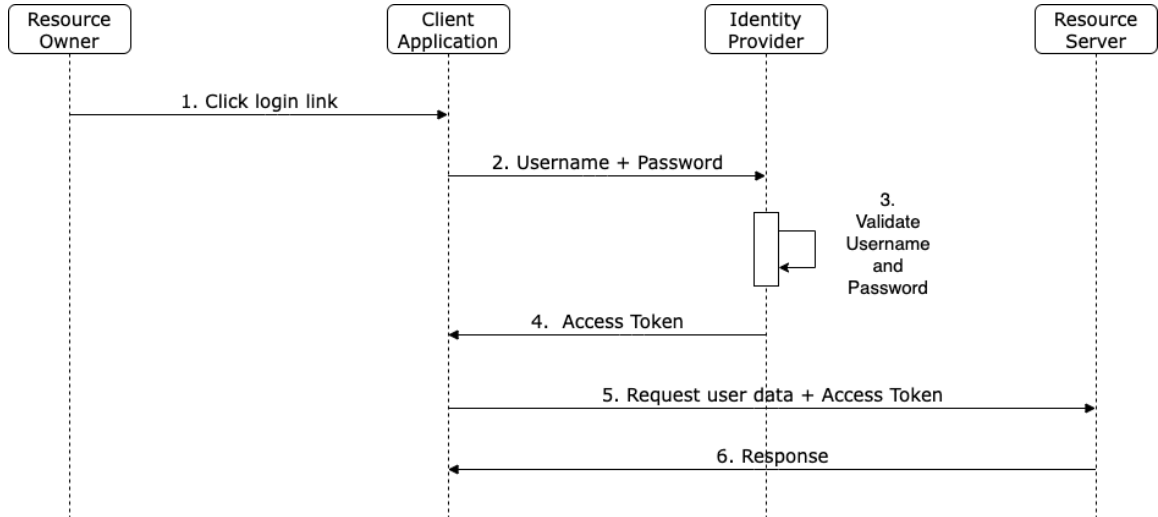 Resource
Owner
Client
Application
Identity
Provider
Resource
Server
1. Click login link
2. Username + Password
3.
Validate
Username
and
Password
4. Access Token
5. Request user data + Access Token
6. Response